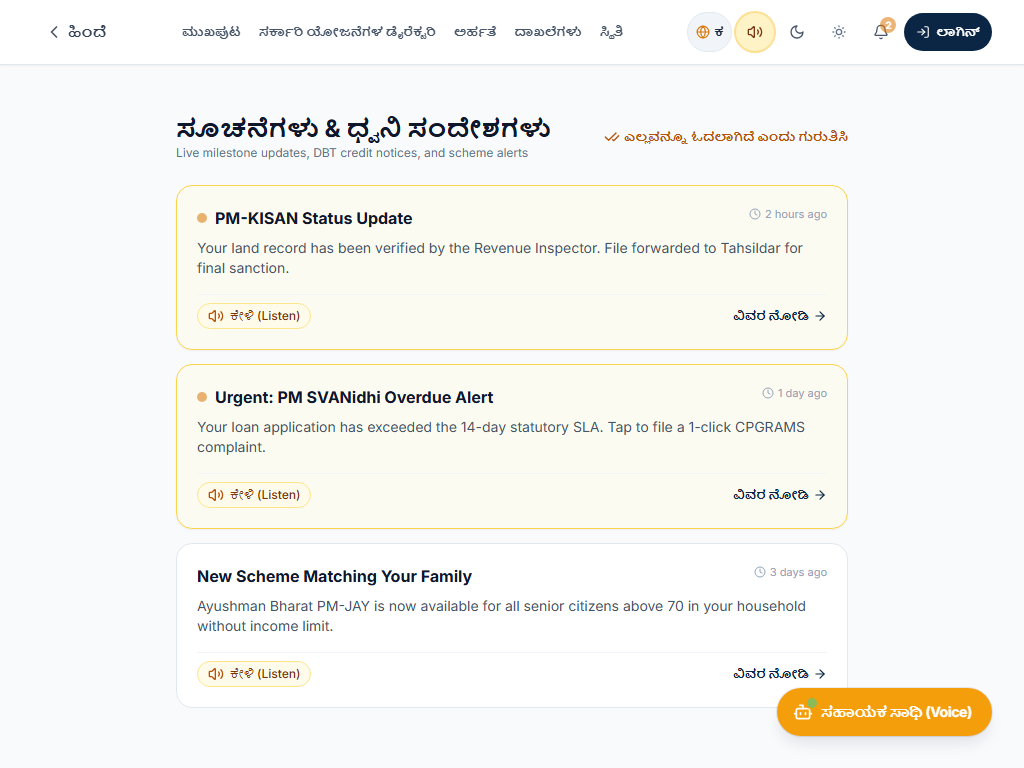 ಹಿಂದೆ
ಮುಖಪುಟ ಸರ್ಕಾರಿ ಯೋಜನೆಗಳ ಡೈರೆಕ್ಟರಿ ಅರ್ಹತೆ ದಾಖಲೆಗಳು ಸ್ಥಿತಿ
ಕ
2
ಲಾಗಿನ್
ಸೂಚನೆಗಳು & ಧ್ವನಿ ಸಂದೇಶಗಳು
Live milestone updates, DBT credit notices, and scheme alerts
ಎಲ್ಲವನ್ನೂ ಓದಲಾಗಿದೆ ಎಂದು ಗುರುತಿಸಿ
PM-KISAN Status Update
2 hours ago
Your land record has been verified by the Revenue Inspector. File forwarded to Tahsildar for
final sanction.
ಕೇಳಿ (Listen)
ವಿವರ ನೋಡಿ
Urgent: PM SVANidhi Overdue Alert
1 day ago
Your loan application has exceeded the 14-day statutory SLA. Tap to file a 1-click CPGRAMS
complaint.
ಕೇಳಿ (Listen)
ವಿವರ ನೋಡಿ
New Scheme Matching Your Family
3 days ago
Ayushman Bharat PM-JAY is now available for all senior citizens above 70 in your household
without income limit.
ಕೇಳಿ (Listen)
ವಿವರ ನೋಡಿ
ಸಹಾಯಕ ಸಾಥಿ (Voice)